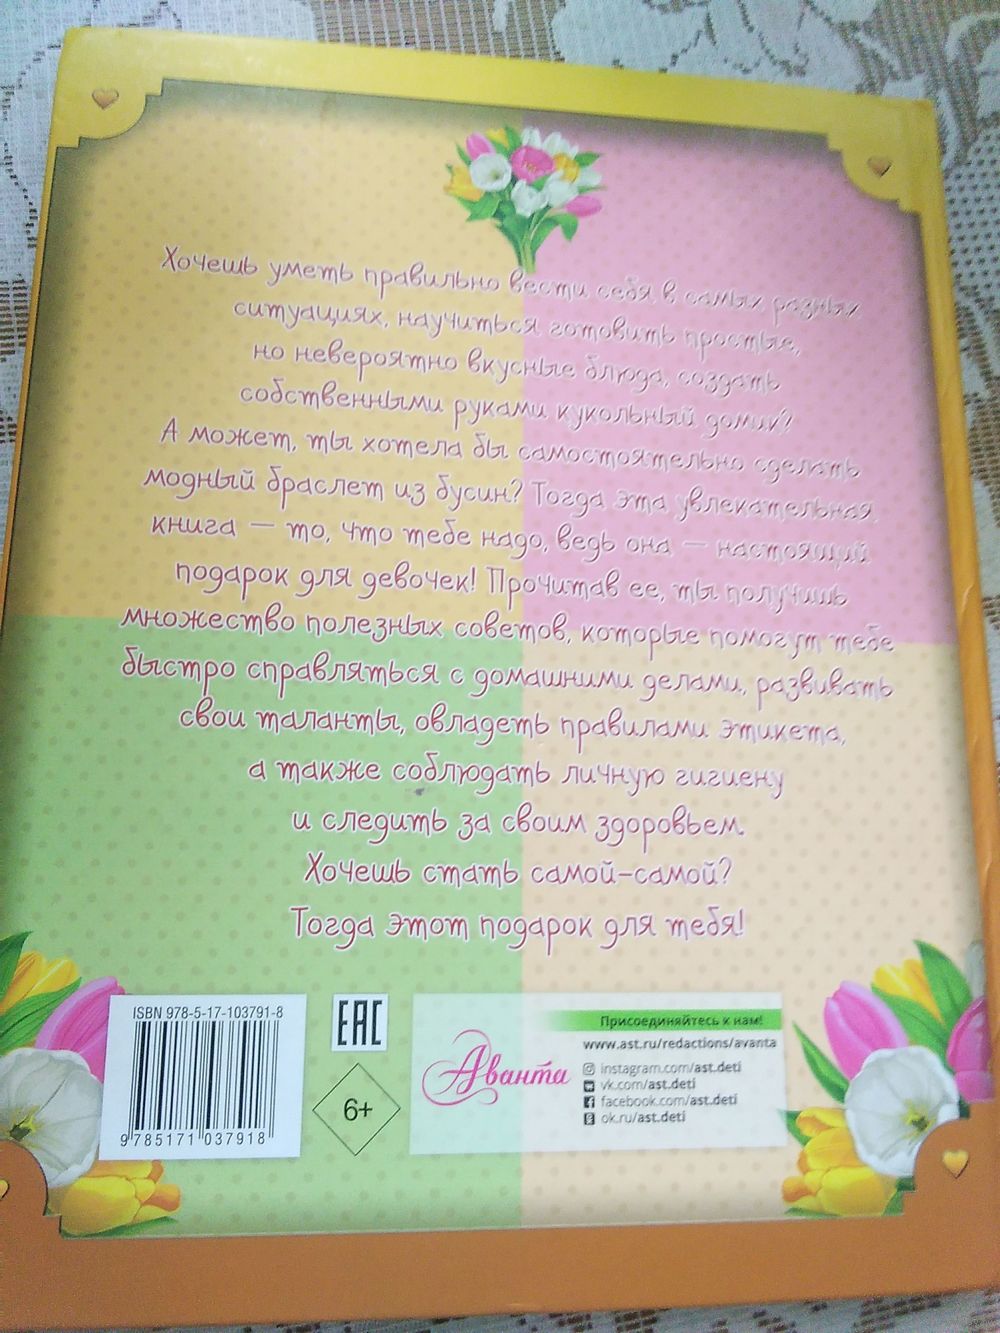 Хочешь уметь правильно вести себя в самых разных
ситуациях, научиться готовить простые,
но невероятно вкусные блюда, создать
собственными руками кукольный домик?
А может, ты хотела бы самостоятельно сделать
модный браслет из бусин? Тогда эта увлекательная
книга — то, что тебе надо, ведь она — настоящий
подарок для девочек! Прочитав ее, ты получишь
множество полезных советов, которые помогут тебе
быстро справляться с домашними делами, развивать
свои таланты, овладеть правилами этикета,
а также соблюдать личную гигиену
и следить за своим здоровьем.
Хочешь стать самой-самой?
Тогда этот подарок для тебя!
ISBN 978-5-17-103791-8
9 785171 037918
EAC
6+
Аванта
Присоединяйтесь к нам!
www.ast.ru/redactions/avanta
instagram.com/ast.deti
vk.com/ast.deti
facebook.com/ast.deti
ok.ru/ast.deti